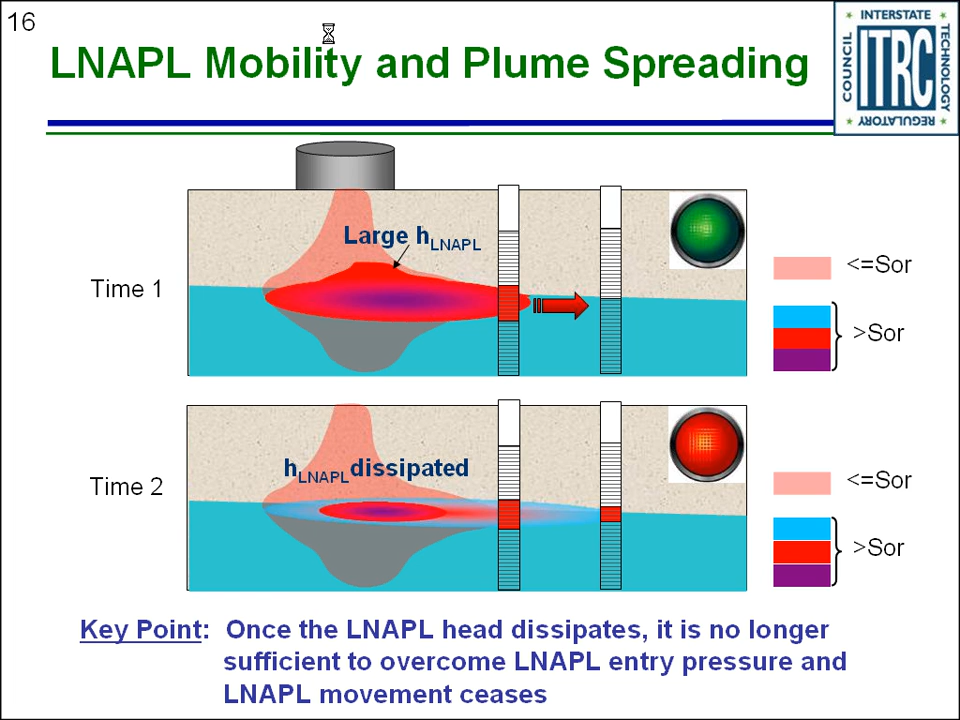 16
LNAPL Mobility and Plume Spreading
INTERSTATE
COUNCIL
ITRC
TECHNOLOGY
REGULATORY
Large hLNAPL
Time 1
<=Sor
>Sor
hLNAPL dissipated
Time 2
<=Sor
>Sor
Key Point: Once the LNAPL head dissipates, it is no longer
sufficient to overcome LNAPL entry pressure and
LNAPL movement ceases